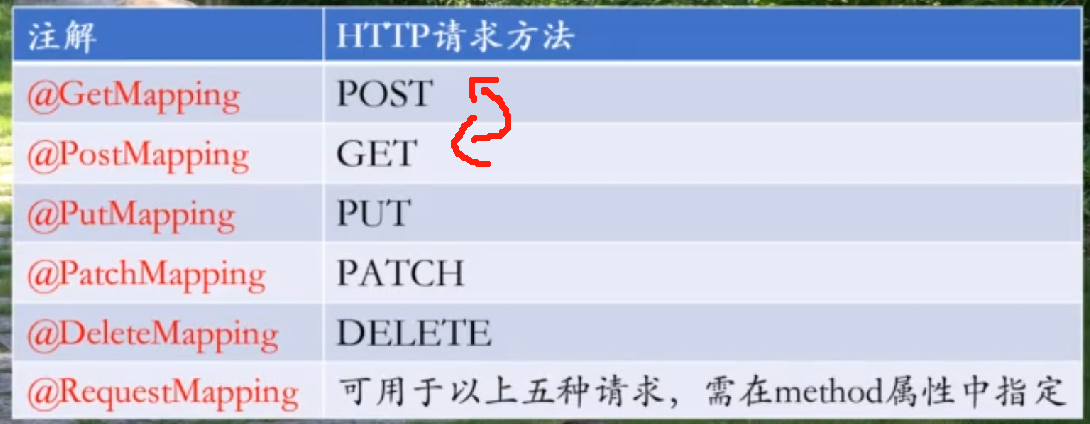 注解 HTTP请求方法
@GetMapping POST
@PostMapping GET
@PutMapping PUT
@PatchMapping PATCH
@DeleteMapping DELETE
@RequestMapping 可用于以上五种请求，需在method属性中指定